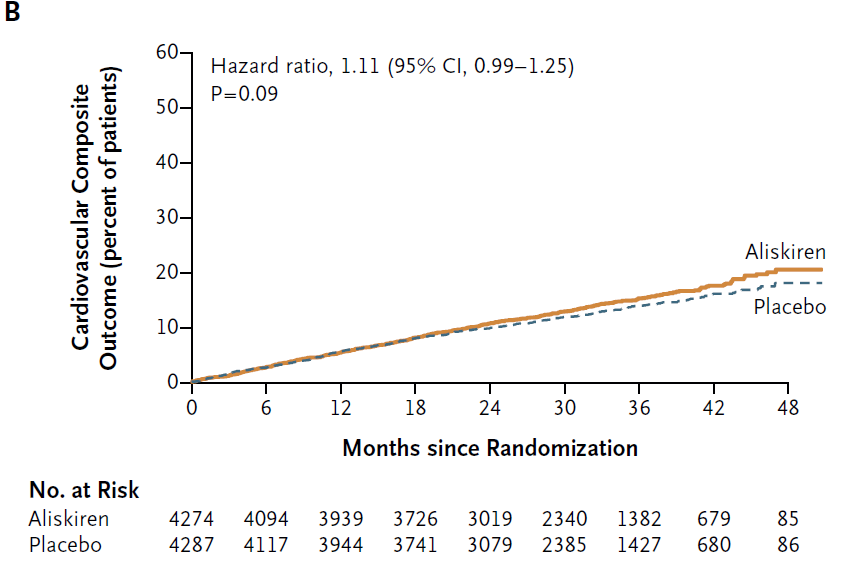 B
Hazard ratio, 1.11 (95% CI, 0.99–1.25)
P=0.09
Cardiovascular Composite
Outcome (percent of patients)
60
50
40
30
20
10
0
Aliskiren
Placebo
0 6 12 18 24 30 36 42 48
Months since Randomization
No. at Risk
Aliskiren 4274 4094 3939 3726 3019 2340 1382 679 85
Placebo 4287 4117 3944 3741 3079 2385 1427 680 86